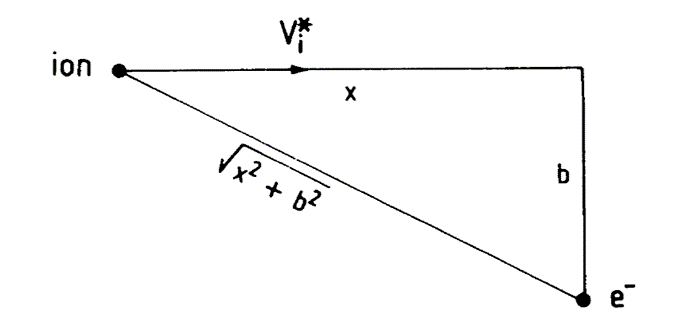 V_i^*
ion
x
b
√(x² + b²)
e⁻